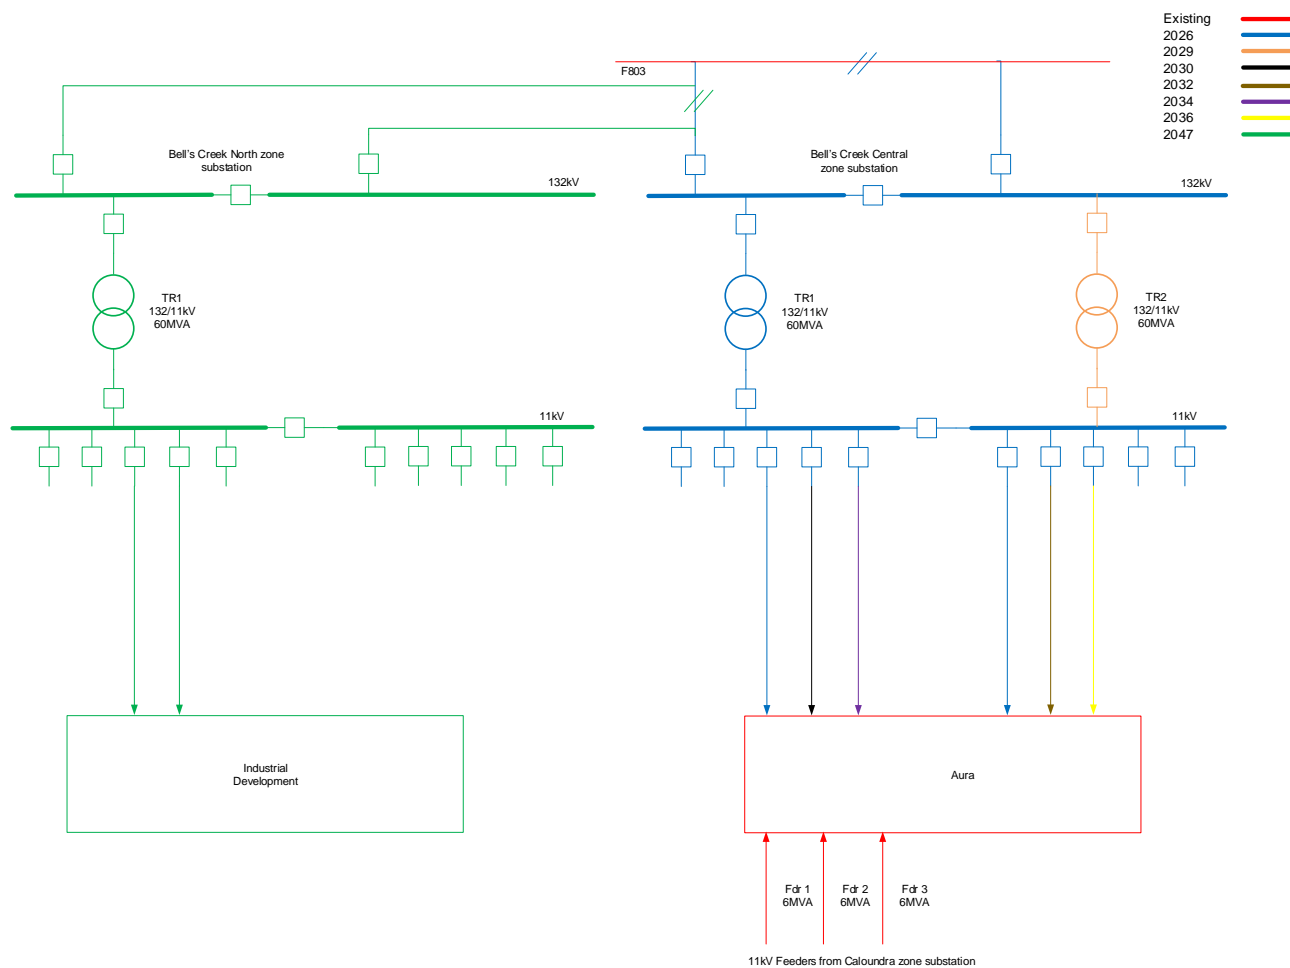 Existing
2026
2029
2030
2032
2034
2036
2047
F803
Bell's Creek North zone
substation
Bell's Creek Central
zone substation
132kV
132kV
TR1
132/11kV
60MVA
TR1
132/11kV
60MVA
TR2
132/11kV
60MVA
11kV
11kV
Industrial
Development
Aura
Fdr 1
6MVA
Fdr 2
6MVA
Fdr 3
6MVA
11kV Feeders from Caloundra zone substation